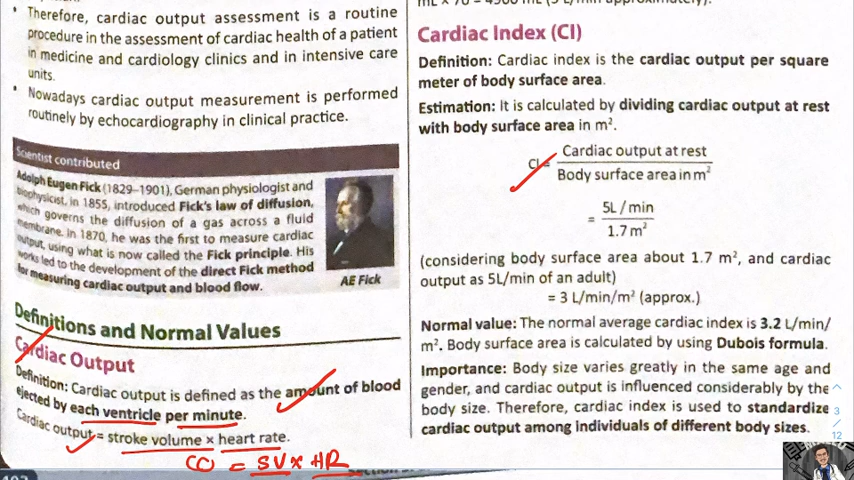 Therefore, cardiac output assessment is a routine
procedure in the assessment of cardiac health of a patient
in medicine and cardiology clinics and in intensive care
units.
Nowadays cardiac output measurement is performed
routinely by echocardiography in clinical practice.
Scientist contributed
Adolph Eugen Fick (1829–1901), German physiologist and
biophysicist, in 1855, introduced Fick's law of diffusion,
which governs the diffusion of a gas across a fluid
membrane. In 1870, he was the first to measure cardiac
output, using what is now called the Fick principle. His
works led to the development of the direct Fick method
for measuring cardiac output and blood flow.
AE Fick
Definitions and Normal Values
Cardiac Output
Definition: Cardiac output is defined as the amount of blood
ejected by each ventricle per minute.
Cardiac output = stroke volume × heart rate.
CO = SV x HR
Cardiac Index (CI)
Definition: Cardiac index is the cardiac output per square
meter of body surface area.
Estimation: It is calculated by dividing cardiac output at rest
with body surface area in m².
CI = Cardiac output at rest
Body surface area in m²
= 5L / min
1.7 m²
(considering body surface area about 1.7 m², and cardiac
output as 5L/min of an adult)
= 3 L/min/m² (approx.)
Normal value: The normal average cardiac index is 3.2 L/min/
m². Body surface area is calculated by using Dubois formula.
Importance: Body size varies greatly in the same age and
gender, and cardiac output is influenced considerably by the
body size. Therefore, cardiac index is used to standardize
cardiac output among individuals of different body sizes.
3
12